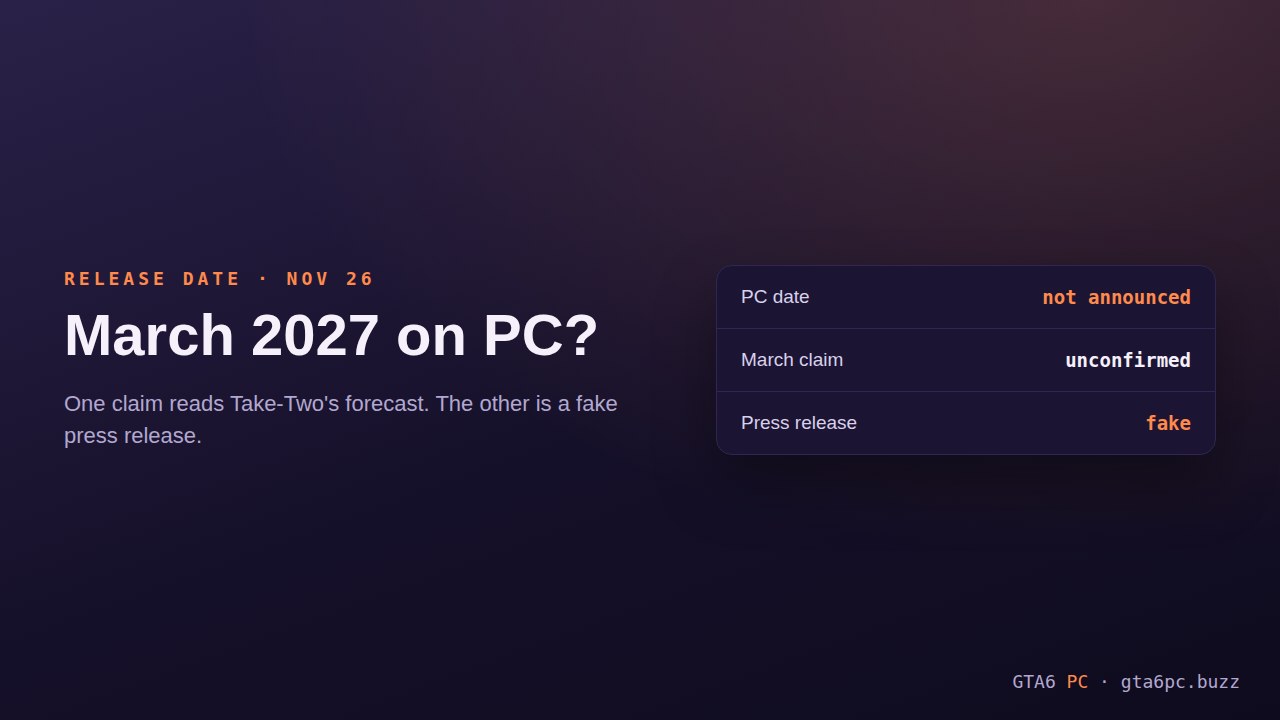 RELEASE DATE · NOV 26
March 2027 on PC?
One claim reads Take-Two's forecast. The other is a fake
press release.
PC date not announced
March claim unconfirmed
Press release fake
GTA6 PC · gta6pc.buzz